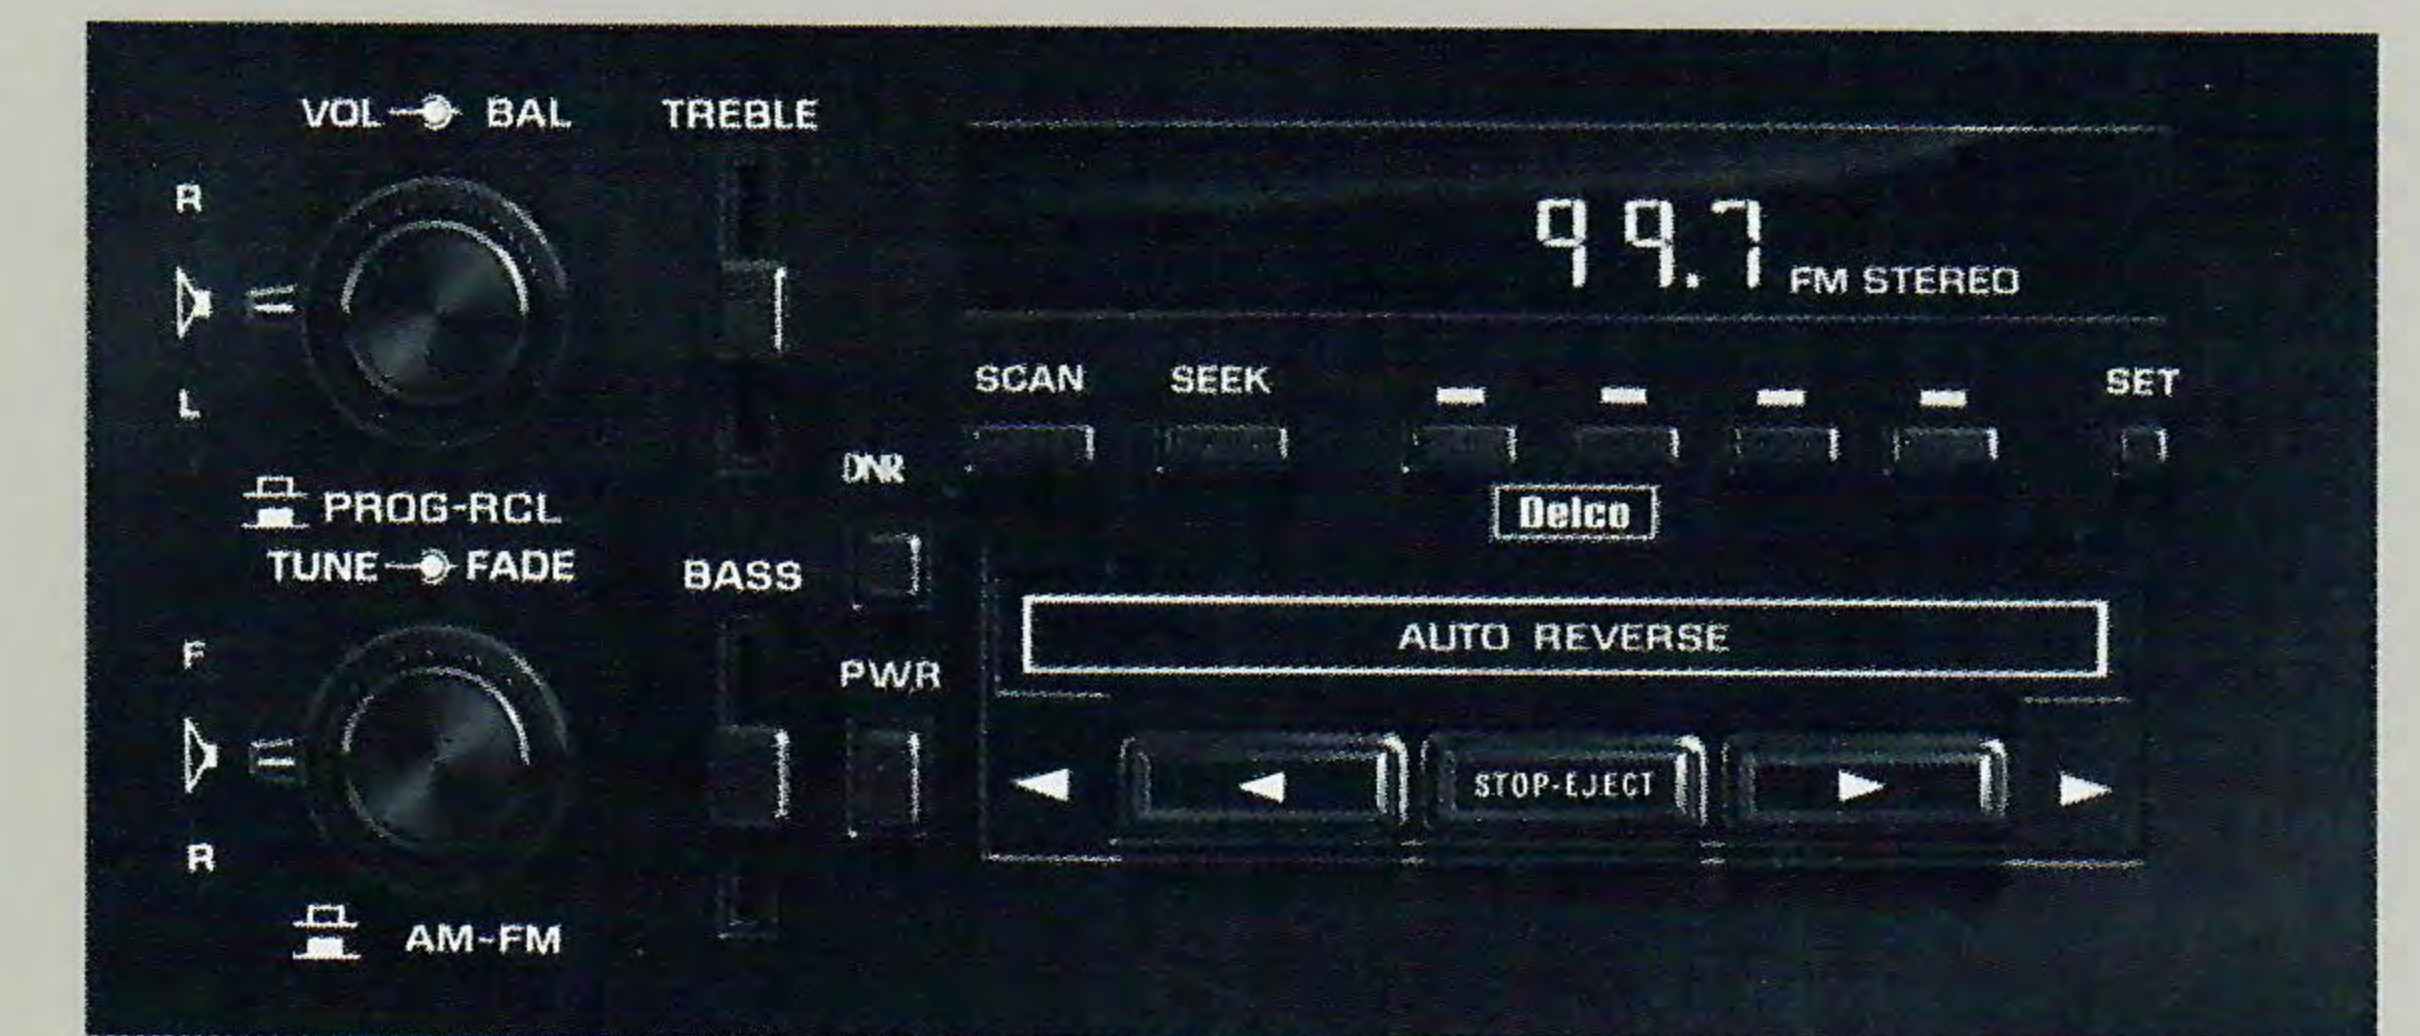 VOL BAL
TREBLE
R
L
99.7 FM STEREO
SCAN SEEK SET
DNR
PROG-RCL
Delco
TUNE FADE
BASS
F
R
AUTO REVERSE
PWR
STOP-EJECT
AM-FM